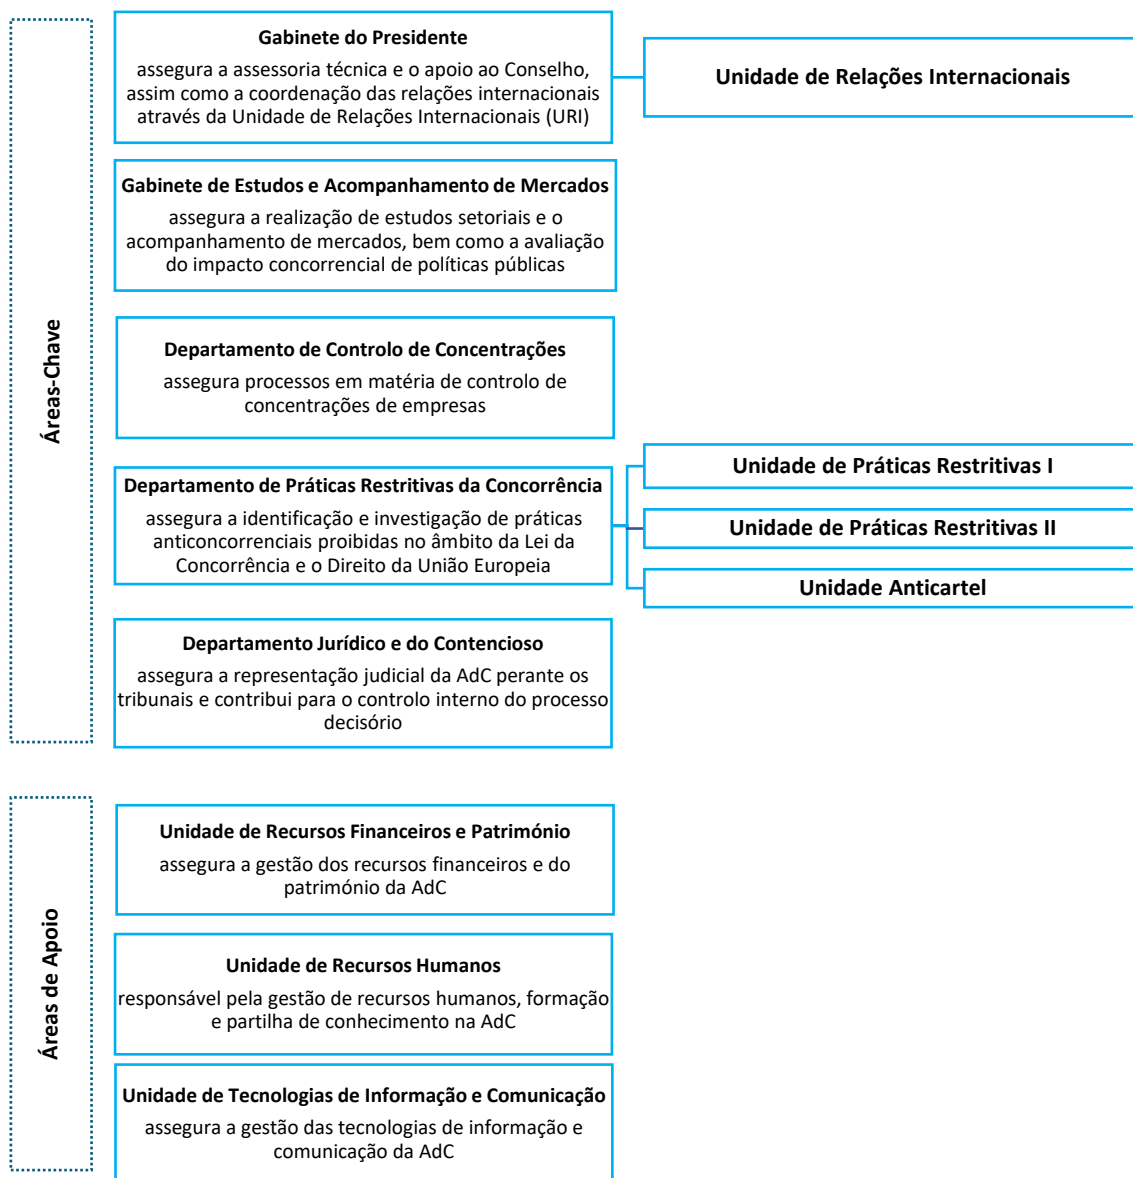 Áreas-Chave
Gabinete do Presidente
assegura a assessoria técnica e o apoio ao Conselho,
assim como a coordenação das relações internacionais
através da Unidade de Relações Internacionais (URI)
Unidade de Relações Internacionais
Gabinete de Estudos e Acompanhamento de Mercados
assegura a realização de estudos setoriais e o
acompanhamento de mercados, bem como a avaliação
do impacto concorrencial de políticas públicas
Departamento de Controlo de Concentrações
assegura processos em matéria de controlo de
concentrações de empresas
Departamento de Práticas Restritivas da Concorrência
assegura a identificação e investigação de práticas
anticoncorrenciais proibidas no âmbito da Lei da
Concorrência e o Direito da União Europeia
Unidade de Práticas Restritivas I
Unidade de Práticas Restritivas II
Unidade Anticartel
Departamento Jurídico e do Contencioso
assegura a representação judicial da AdC perante os
tribunais e contribui para o controlo interno do processo
decisório
Áreas de Apoio
Unidade de Recursos Financeiros e Património
assegura a gestão dos recursos financeiros e do
património da AdC
Unidade de Recursos Humanos
responsável pela gestão de recursos humanos, formação
e partilha de conhecimento na AdC
Unidade de Tecnologias de Informação e Comunicação
assegura a gestão das tecnologias de informação e
comunicação da AdC